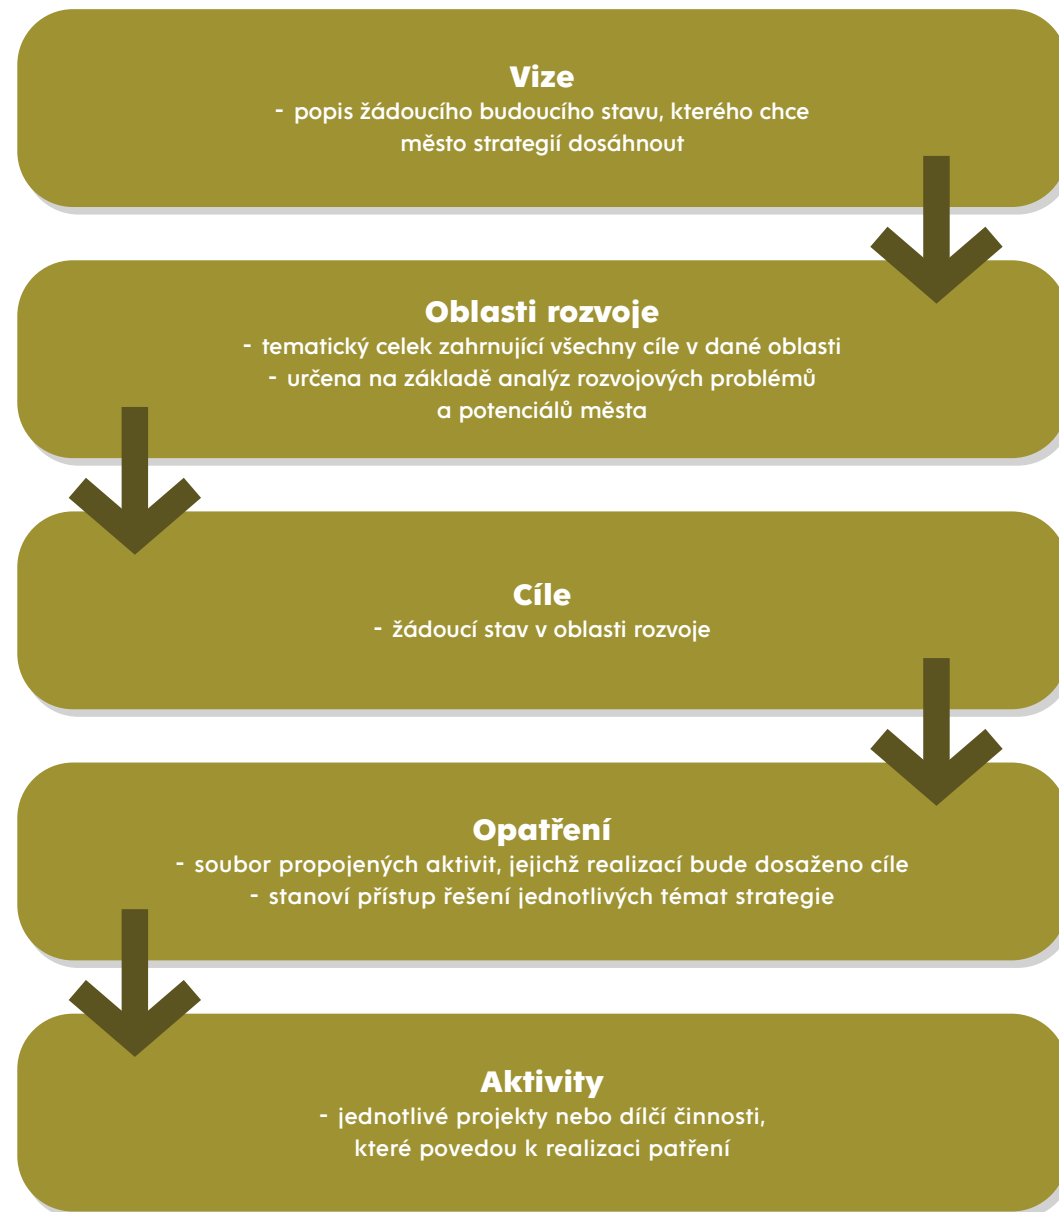 Vize
- popis žádoucího budoucího stavu, kterého chce
město strategií dosáhnout
Oblasti rozvoje
- tematický celek zahrnující všechny cíle v dané oblasti
- určena na základě analýz rozvojových problémů
a potenciálů města
Cíle
- žádoucí stav v oblasti rozvoje
Opatření
- soubor propojených aktivit, jejichž realizací bude dosaženo cíle
- stanoví přístup řešení jednotlivých témat strategie
Aktivity
- jednotlivé projekty nebo dílčí činnosti,
které povedou k realizaci patření